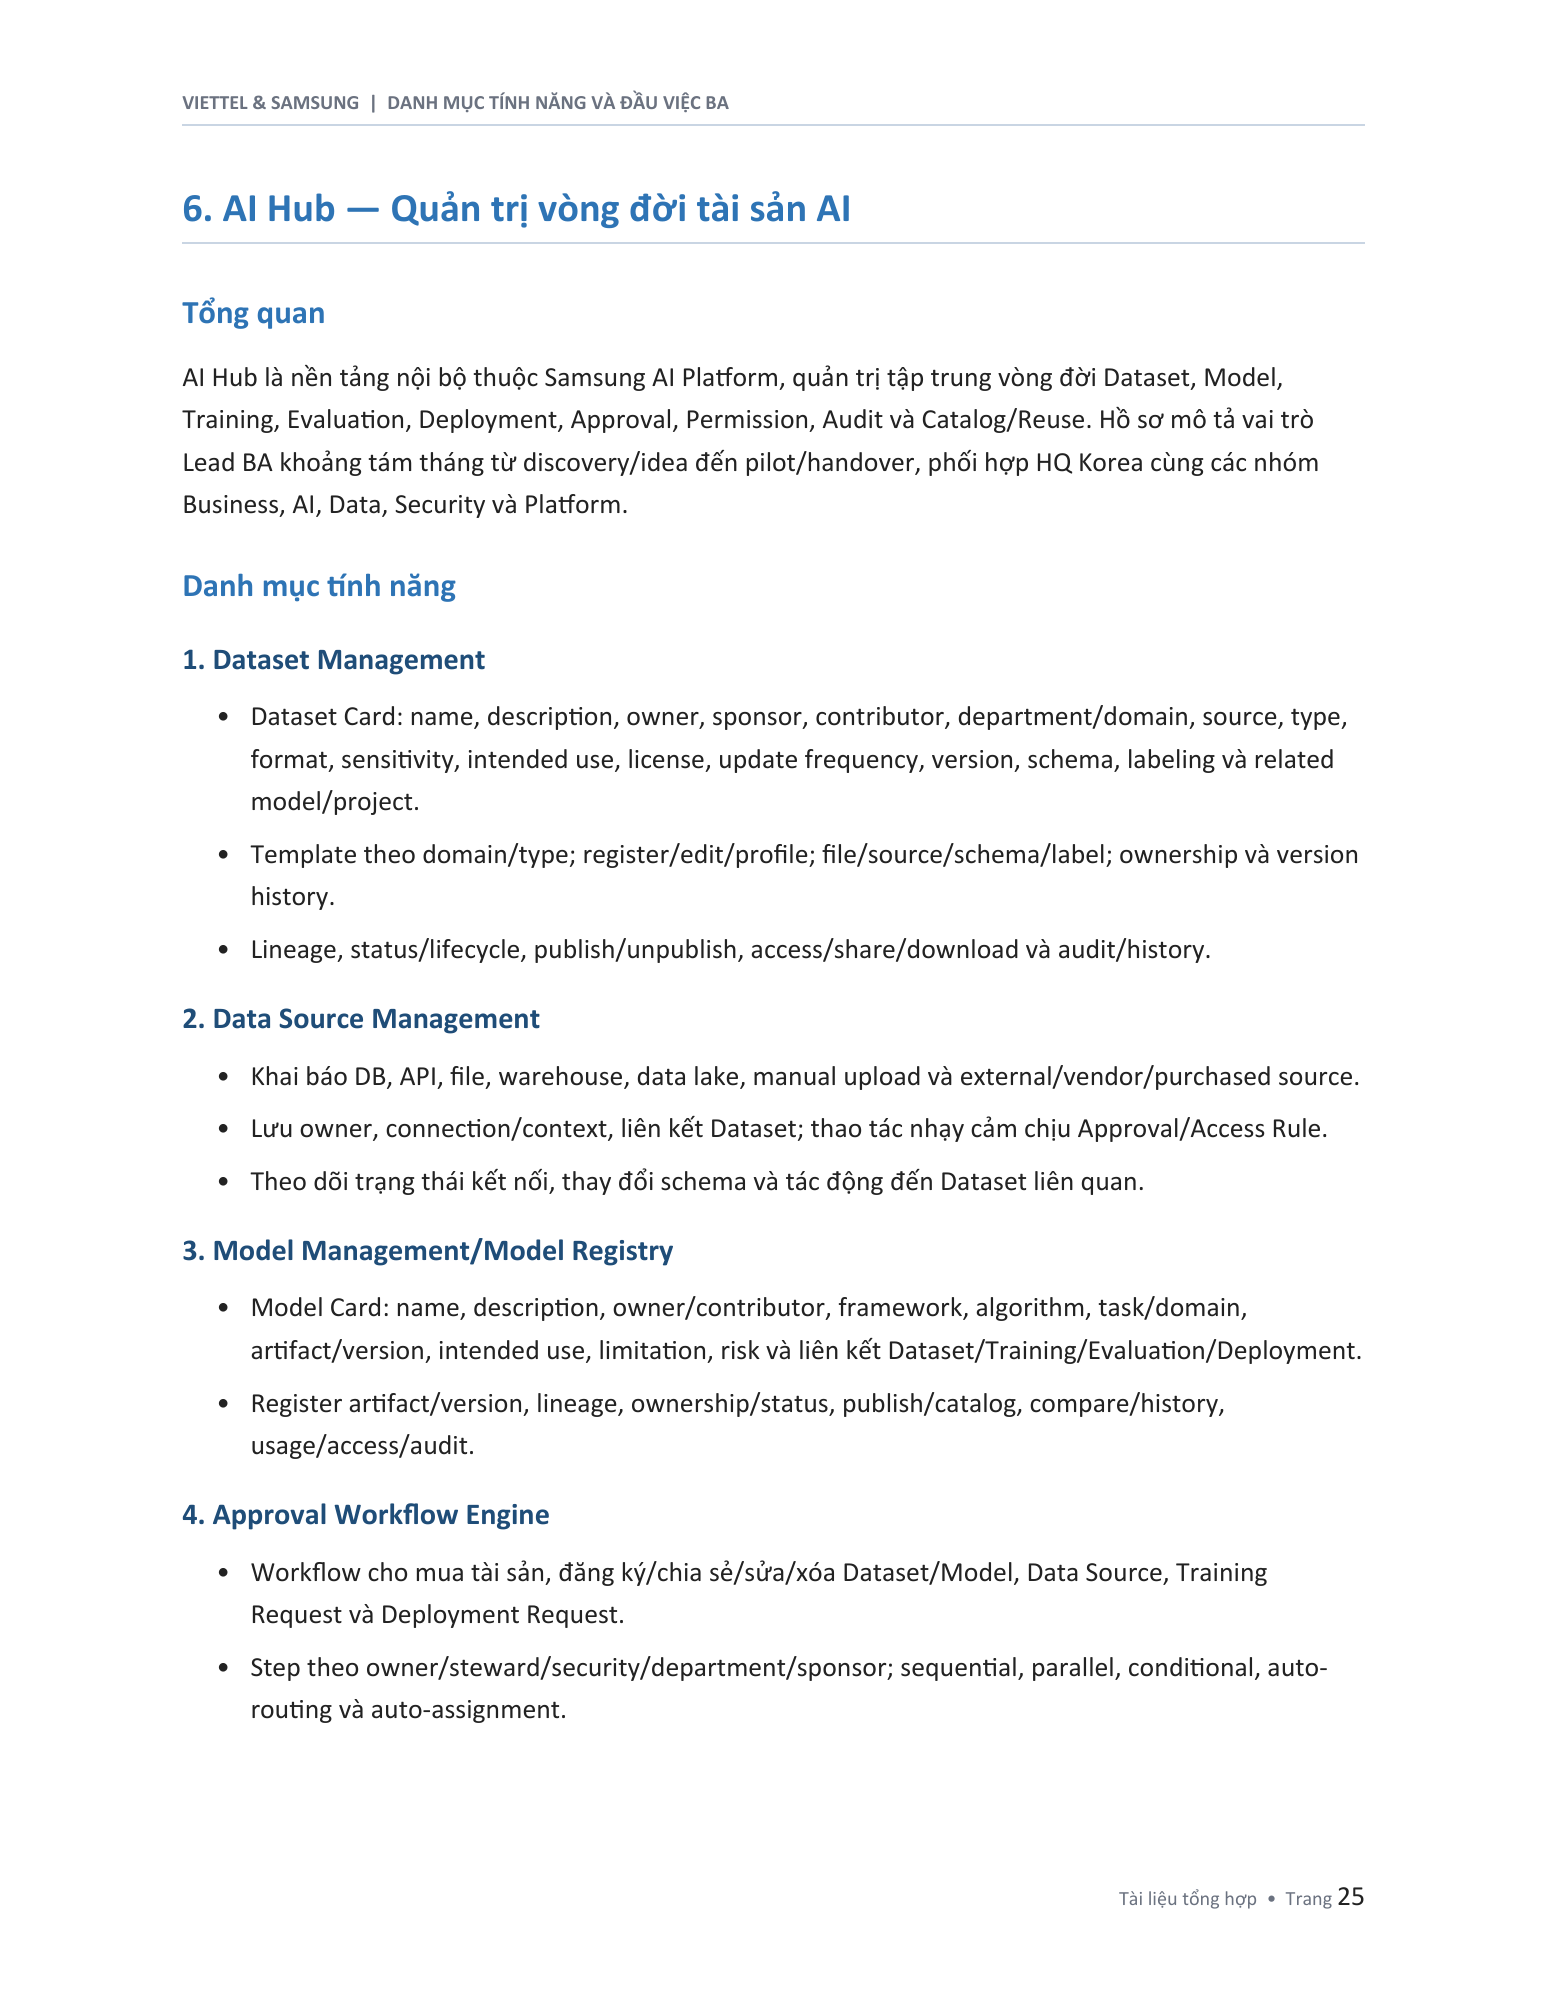 VIETTEL & SAMSUNG | DANH MỤC TÍNH NĂNG VÀ ĐẦU VIỆC BA
6. AI Hub — Quản trị vòng đời tài sản AI
Tổng quan
AI Hub là nền tảng nội bộ thuộc Samsung AI Platform, quản trị tập trung vòng đời Dataset, Model,
Training, Evaluation, Deployment, Approval, Permission, Audit và Catalog/Reuse. Hồ sơ mô tả vai trò
Lead BA khoảng tám tháng từ discovery/idea đến pilot/handover, phối hợp HQ Korea cùng các nhóm
Business, AI, Data, Security và Platform.
Danh mục tính năng
1. Dataset Management
• Dataset Card: name, description, owner, sponsor, contributor, department/domain, source, type,
format, sensitivity, intended use, license, update frequency, version, schema, labeling và related
model/project.
• Template theo domain/type; register/edit/profile; file/source/schema/label; ownership và version
history.
• Lineage, status/lifecycle, publish/unpublish, access/share/download và audit/history.
2. Data Source Management
• Khai báo DB, API, file, warehouse, data lake, manual upload và external/vendor/purchased source.
• Lưu owner, connection/context, liên kết Dataset; thao tác nhạy cảm chịu Approval/Access Rule.
• Theo dõi trạng thái kết nối, thay đổi schema và tác động đến Dataset liên quan.
3. Model Management/Model Registry
• Model Card: name, description, owner/contributor, framework, algorithm, task/domain,
artifact/version, intended use, limitation, risk và liên kết Dataset/Training/Evaluation/Deployment.
• Register artifact/version, lineage, ownership/status, publish/catalog, compare/history,
usage/access/audit.
4. Approval Workflow Engine
• Workflow cho mua tài sản, đăng ký/chia sẻ/sửa/xóa Dataset/Model, Data Source, Training
Request và Deployment Request.
• Step theo owner/steward/security/department/sponsor; sequential, parallel, conditional, auto-
routing và auto-assignment.
Tài liệu tổng hợp • Trang 25